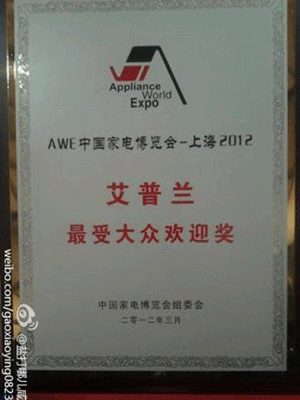 Appliance
World
Expo
AWE中国家电博览会-上海2012
艾普兰
最受大众欢迎奖
中国家电博览会组委会
二零一二年三月
weibo.com/gaoxiaoying0823